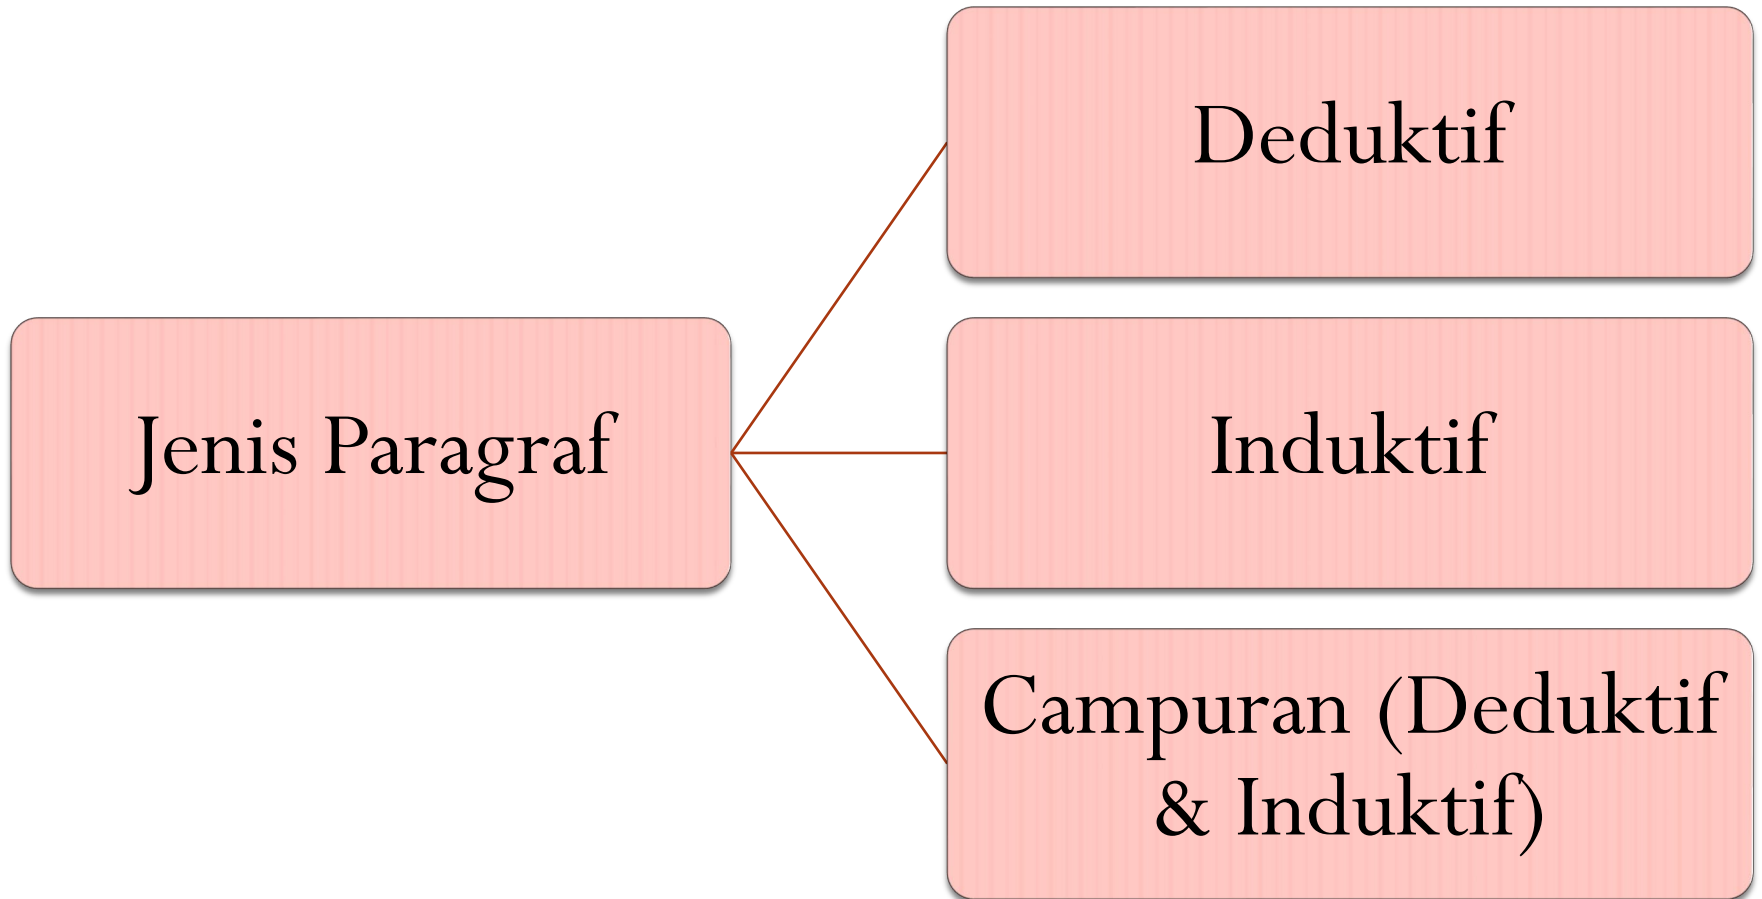 Jenis Paragraf
Deduktif
Induktif
Campuran (Deduktif
& Induktif)